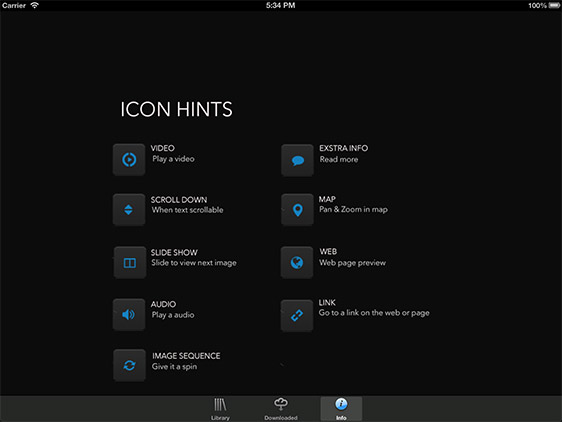 Carrier 5:34 PM 100%
ICON HINTS
VIDEO
Play a video
SCROLL DOWN
When text scrollable
SLIDE SHOW
Slide to view next image
AUDIO
Play a audio
IMAGE SEQUENCE
Give it a spin
EXSTRA INFO
Read more
MAP
Pan & Zoom in map
WEB
Web page preview
LINK
Go to a link on the web or page
Library Downloaded Info